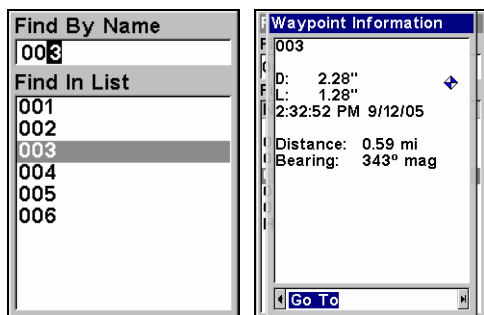 Find By Name
003
Find In List
001
002
003
004
005
006
Waypoint Information
003
D: 2.28"
L: 1.28"
2:32:52 PM 9/12/05
Distance: 0.59 mi
Bearing: 343º mag
Go To